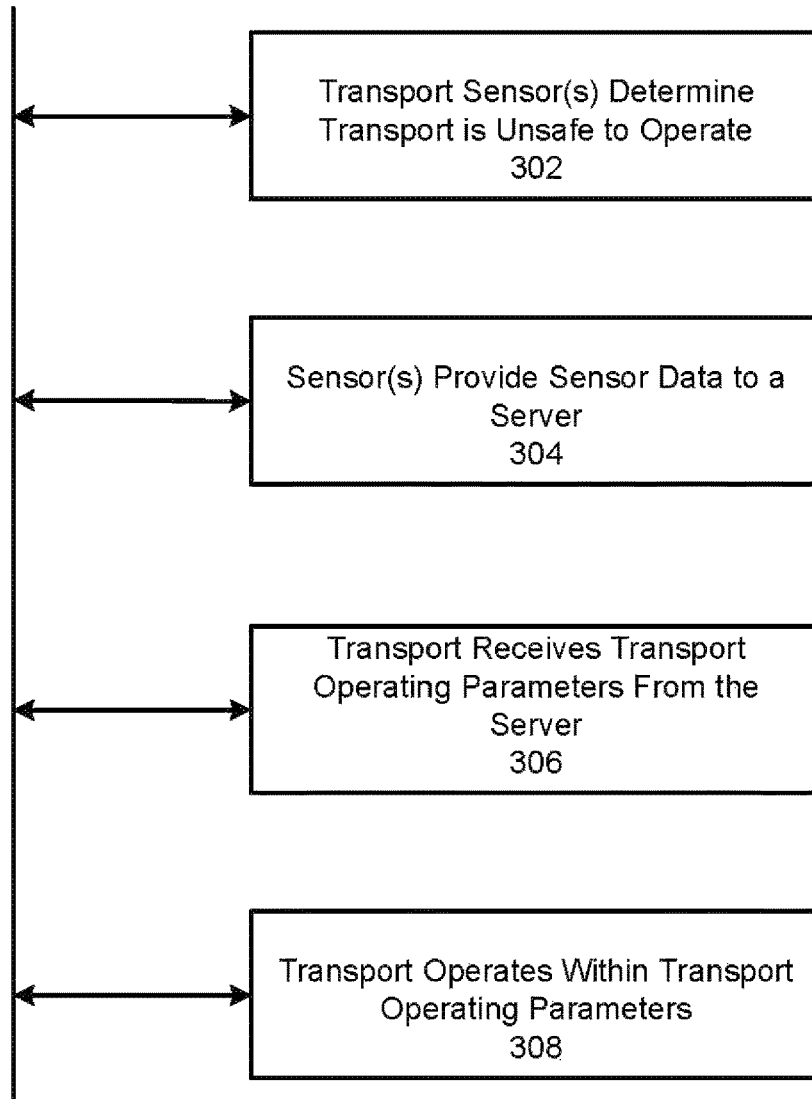 Transport Sensor(s) Determine
Transport is Unsafe to Operate
302
Sensor(s) Provide Sensor Data to a
Server
304
Transport Receives Transport
Operating Parameters From the
Server
306
Transport Operates Within Transport
Operating Parameters
308